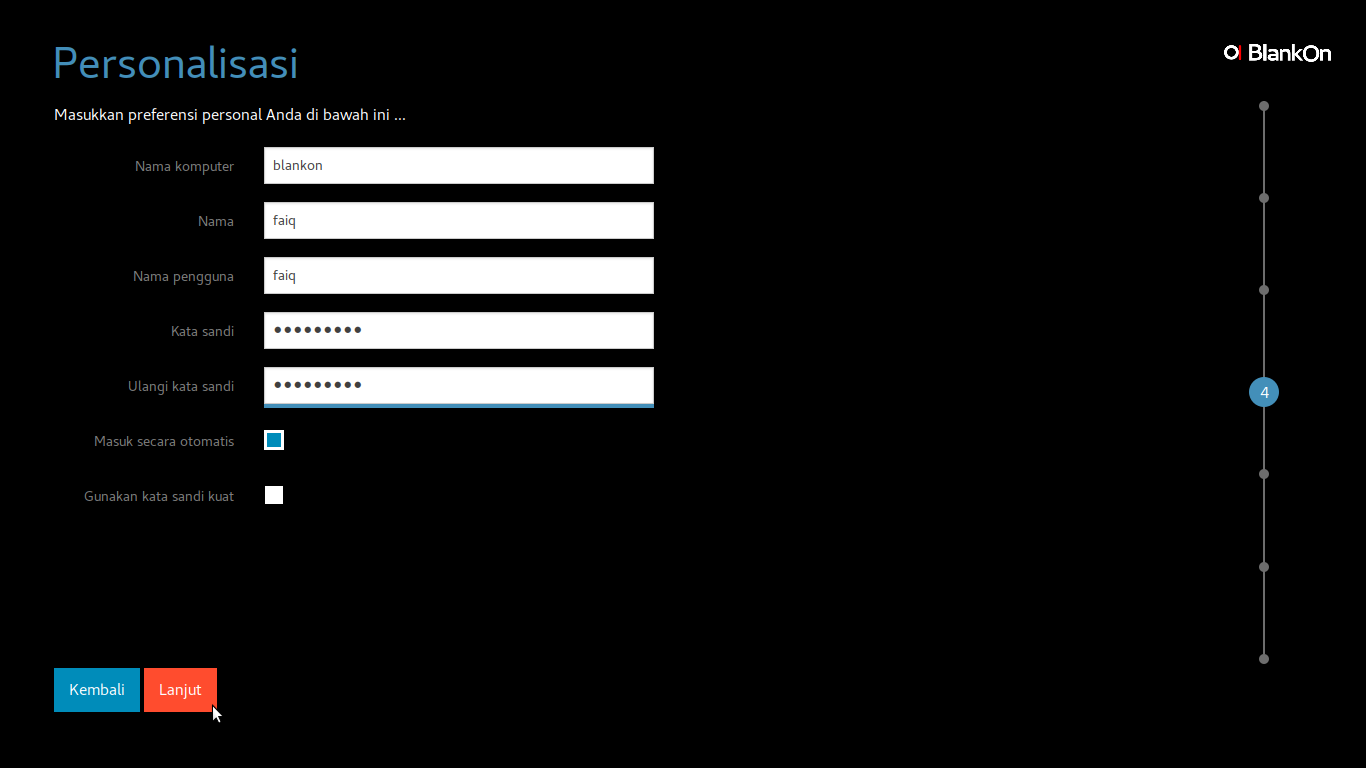 Personalisasi
BlankOn
Masukkan preferensi personal Anda di bawah ini ...
Nama komputer
blankon
Nama
faiq
Nama pengguna
faiq
Kata sandi
●●●●●●●●●
Ulangi kata sandi
●●●●●●●●●
4
Masuk secara otomatis
Gunakan kata sandi kuat
Kembali
Lanjut